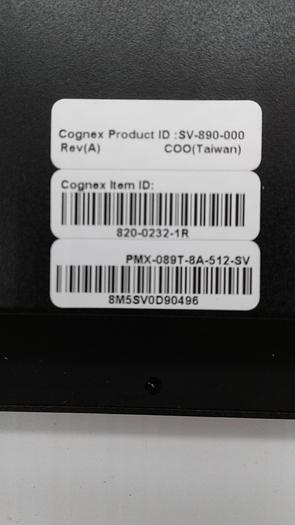 Cognex Product ID :SV-890-000
Rev(A) COO(Taiwan)
Cognex Item ID:
820-0232-1R
PMX-089T-8A-512-SV
8M5SV0D90496